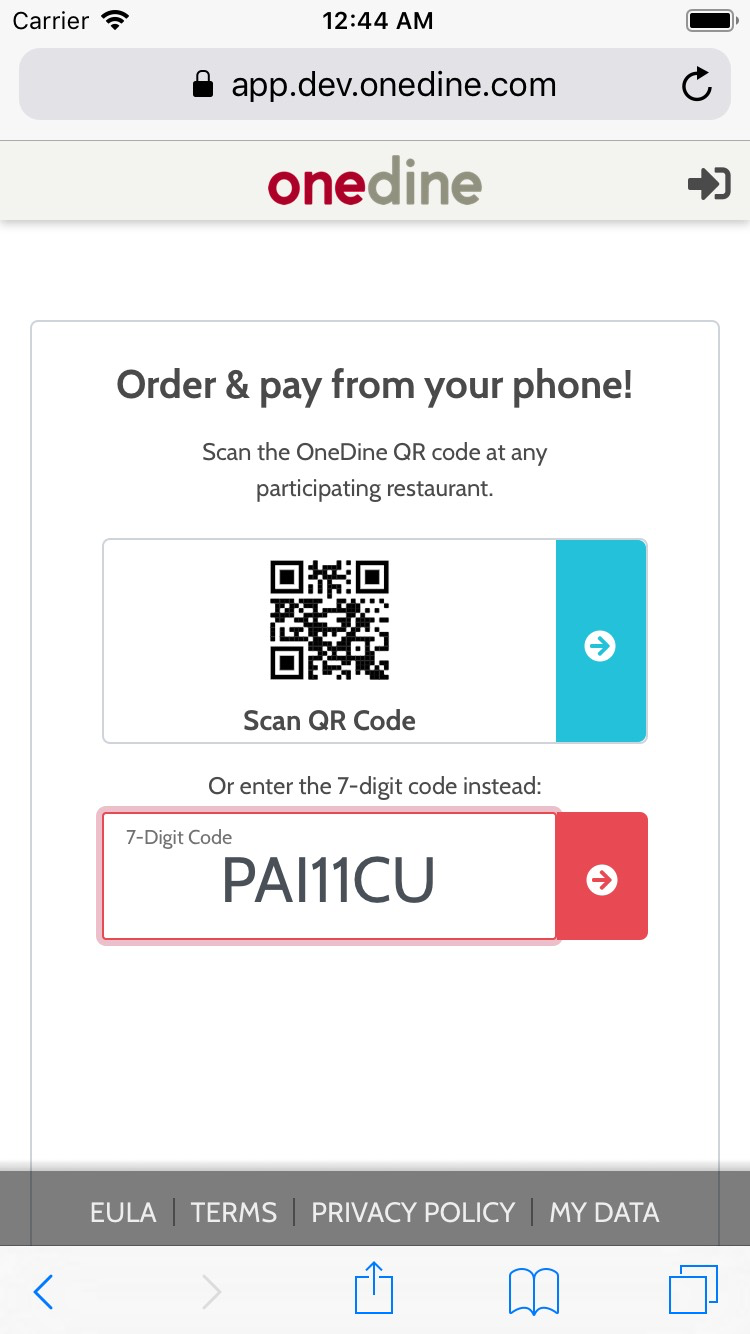 Carrier 12:44 AM
app.dev.onedine.com
onedine
Order & pay from your phone!
Scan the OneDine QR code at any
participating restaurant.
Scan QR Code
Or enter the 7-digit code instead:
7-Digit Code
PAI11CU
EULA | TERMS | PRIVACY POLICY | MY DATA